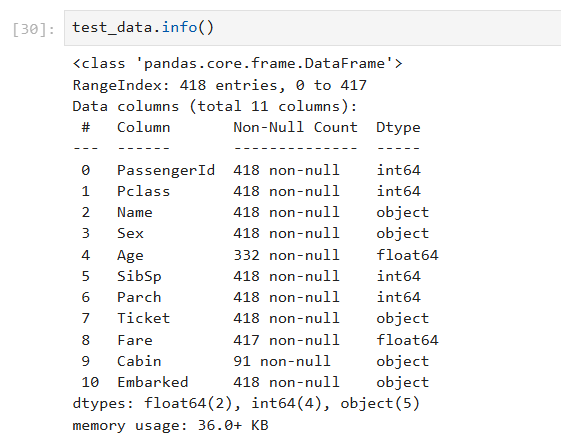 [30]: test_data.info()
<class 'pandas.core.frame.DataFrame'>
RangeIndex: 418 entries, 0 to 417
Data columns (total 11 columns):
 #   Column       Non-Null Count  Dtype
---  ------       --------------  -----
 0   PassengerId  418 non-null    int64
 1   Pclass       418 non-null    int64
 2   Name         418 non-null    object
 3   Sex          418 non-null    object
 4   Age          332 non-null    float64
 5   SibSp        418 non-null    int64
 6   Parch        418 non-null    int64
 7   Ticket       418 non-null    object
 8   Fare         417 non-null    float64
 9   Cabin        91 non-null     object
 10  Embarked     418 non-null    object
dtypes: float64(2), int64(4), object(5)
memory usage: 36.0+ KB